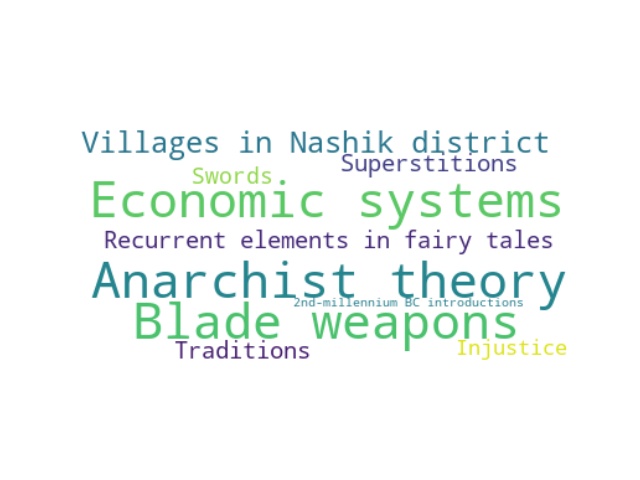 Villages in Nashik district
Superstitions
Swords
Economic systems
Recurrent elements in fairy tales
Anarchist theory
2nd-millennium BC introductions
Blade weapons
Traditions
Injustice